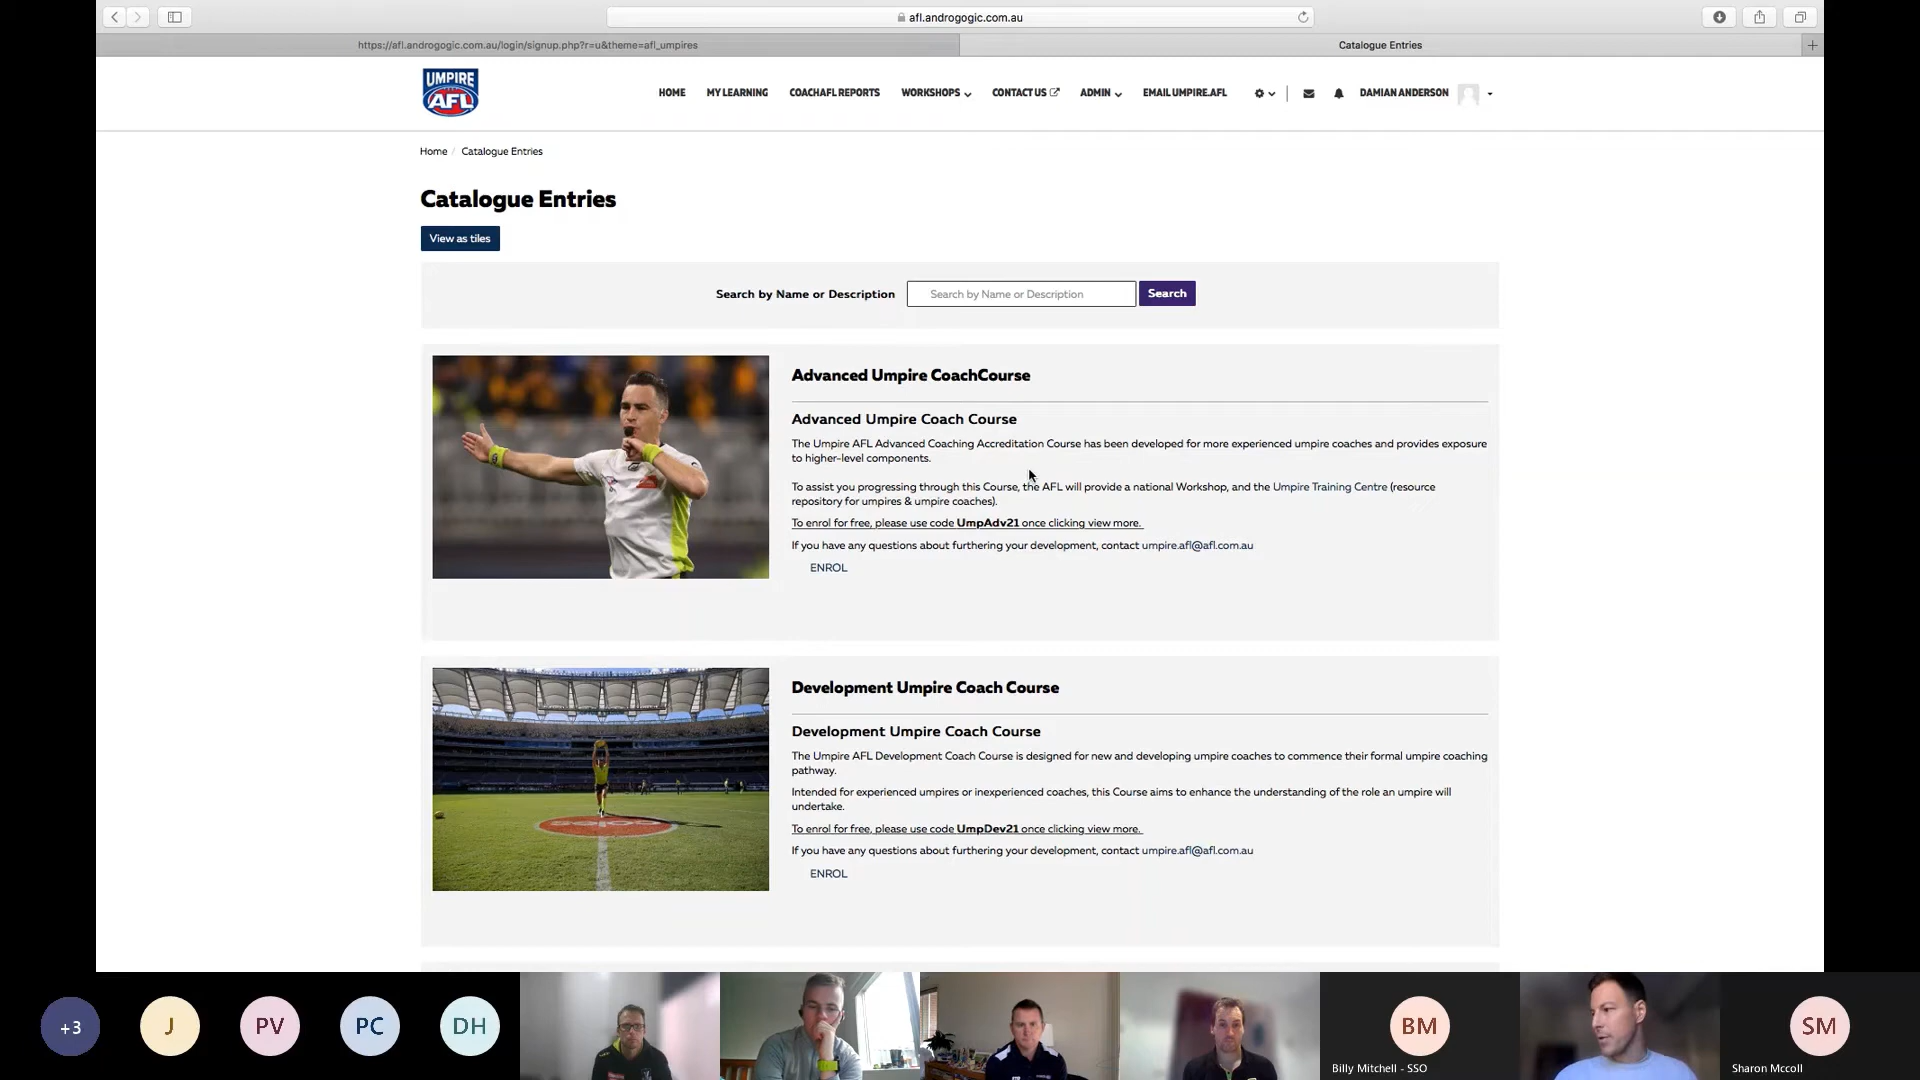 afl.androgogic.com.au
https://afl.androgogic.com.au/login/signup.php?r=u&theme=afl_umpires
Catalogue Entries
UMPIRE
AFL
HOME
MY LEARNING
COACHAFL REPORTS
WORKSHOPS
CONTACT US
ADMIN
EMAIL UMPIRE.AFL
DAMIAN ANDERSON
Home / Catalogue Entries
Catalogue Entries
View as tiles
Search by Name or Description
Search by Name or Description
Search
Advanced Umpire CoachCourse
Advanced Umpire Coach Course
The Umpire AFL Advanced Coaching Accreditation Course has been developed for more experienced umpire coaches and provides exposure
to higher-level components.
To assist you progressing through this Course, the AFL will provide a national Workshop, and the Umpire Training Centre (resource
repository for umpires & umpire coaches).
To enrol for free, please use code UmpAdv21 once clicking view more.
If you have any questions about furthering your development, contact umpire.afl@afl.com.au
ENROL
Development Umpire Coach Course
Development Umpire Coach Course
The Umpire AFL Development Coach Course is designed for new and developing umpire coaches to commence their formal umpire coaching
pathway.
Intended for experienced umpires or inexperienced coaches, this Course aims to enhance the understanding of the role an umpire will
undertake.
To enrol for free, please use code UmpDev21 once clicking view more.
If you have any questions about furthering your development, contact umpire.afl@afl.com.au
ENROL
+3
J
PV
PC
DH
BM
Billy Mitchell - SSO
SM
Sharon Mccoll